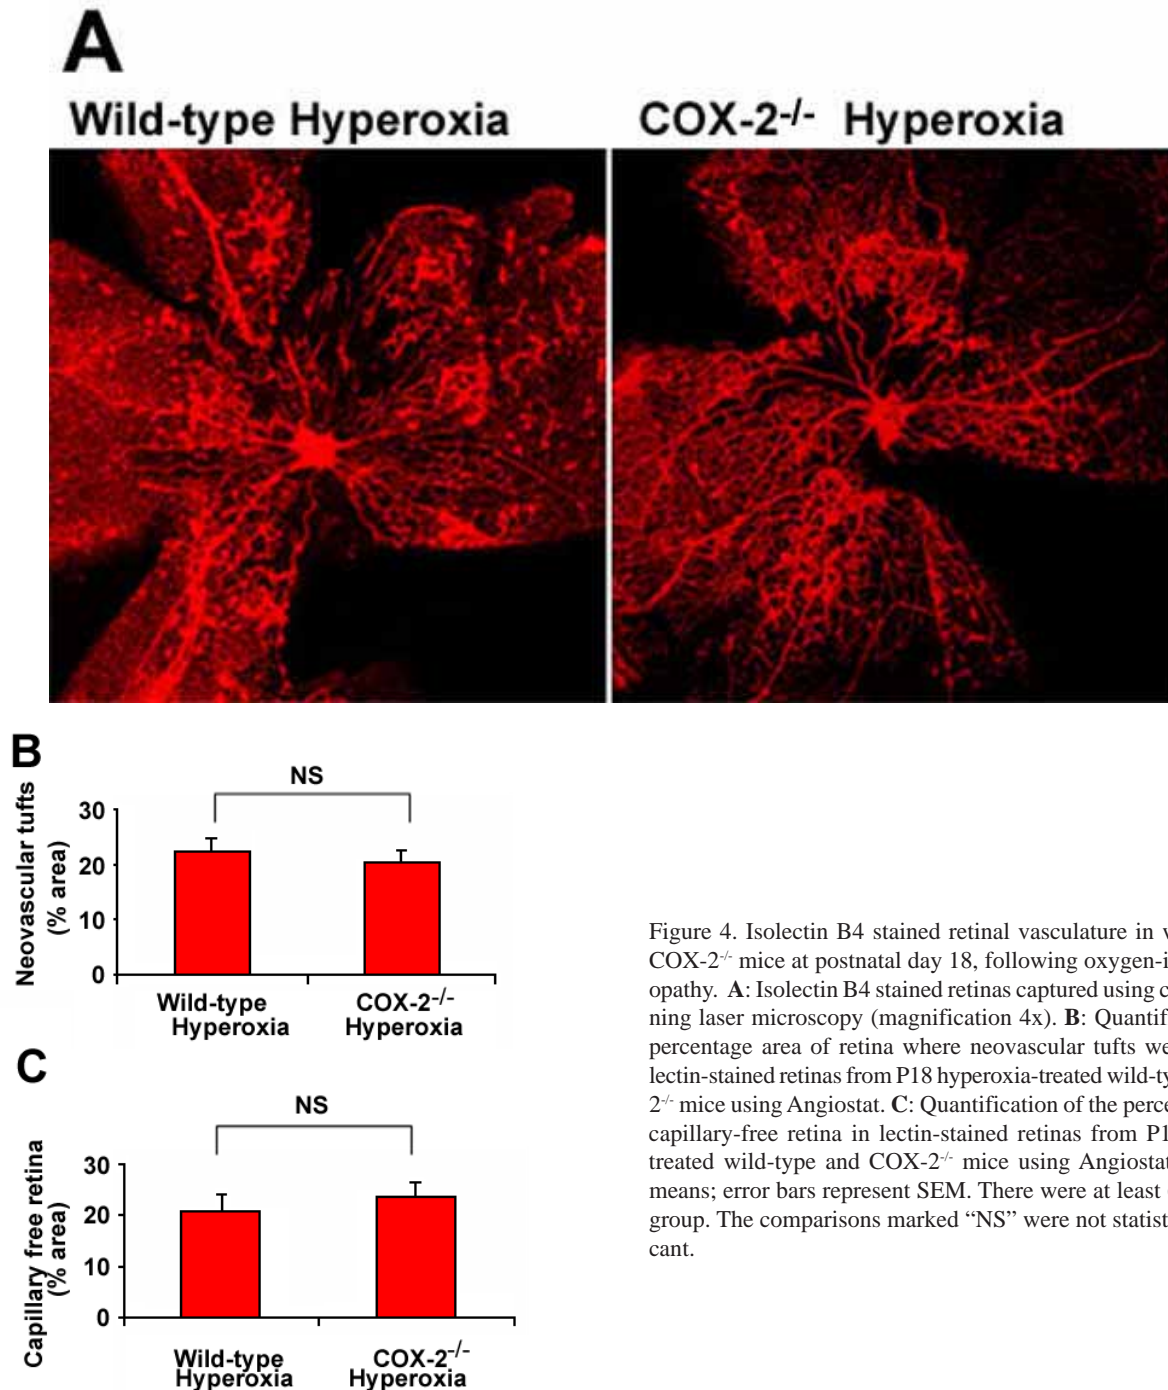 A
Wild-type Hyperoxia
COX-2-/- Hyperoxia
B
NS
Neovascular tufts
(% area)
30
20
10
0
Wild-type
Hyperoxia
COX-2-/-
Hyperoxia
C
NS
Capillary free retina
(% area)
30
20
10
0
Wild-type
Hyperoxia
COX-2-/-
Hyperoxia
Figure 4. Isolectin B4 stained retinal vasculature in
COX-2-/- mice at postnatal day 18, following oxygen-i
opathy. A: Isolectin B4 stained retinas captured using c
ning laser microscopy (magnification 4x). B: Quantif
percentage area of retina where neovascular tufts we
lectin-stained retinas from P18 hyperoxia-treated wild-ty
2-/- mice using Angiostat. C: Quantification of the perce
capillary-free retina in lectin-stained retinas from P1
treated wild-type and COX-2-/- mice using Angiostat
means; error bars represent SEM. There were at least
group. The comparisons marked “NS” were not statist
cant.